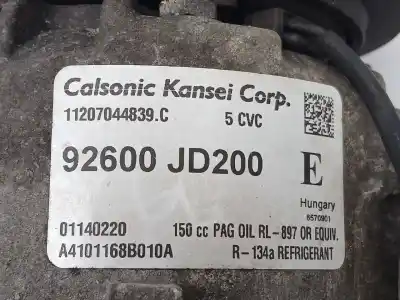 Calsonic Kansei Corp.
11207044839.C 5 CVC
92600 JD200 E
Hungary
6570901
01140220 150 cc PAG OIL RL-897 OR EQUIV.
A4101168B010A R-134a REFRIGERANT